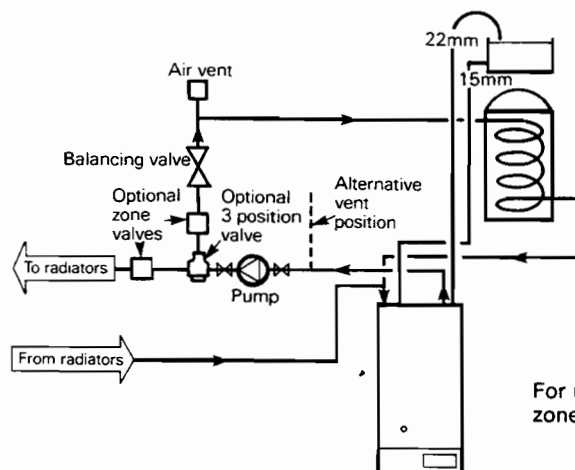 22mm
15mm
Air vent
Balancing valve
Optional
zone
valves
Optional
3 position
valve
Alternative
vent
position
To radiators
Pump
From radiators
For
zone